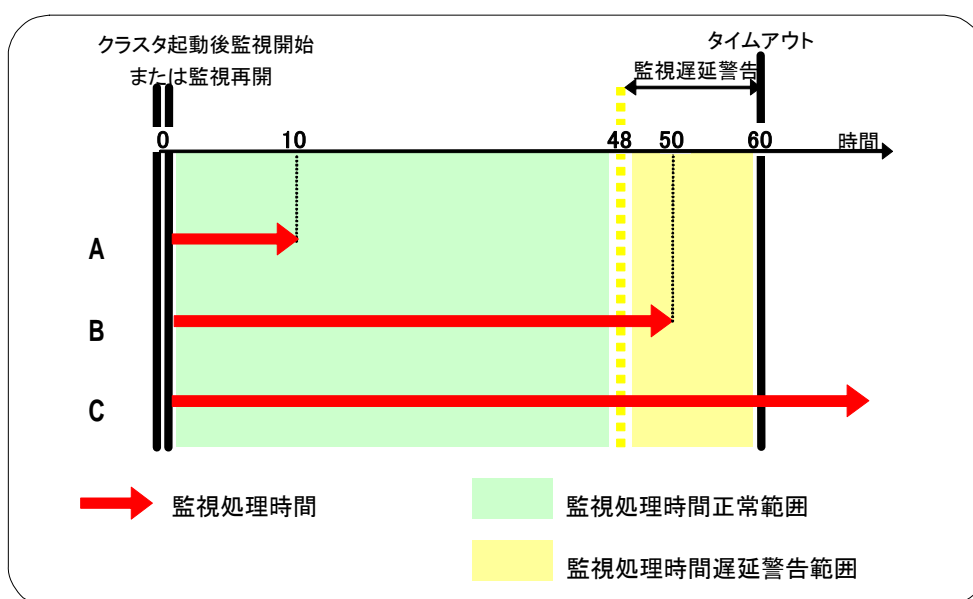 クラスタ起動後監視開始
または監視再開
タイムアウト
監視遅延警告
0 10 48 50 60 時間
A
B
C
監視処理時間
監視処理時間正常範囲
監視処理時間遅延警告範囲